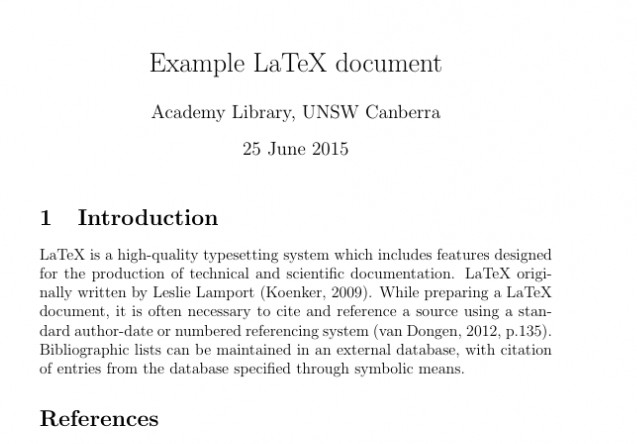 Example LaTeX document
Academy Library, UNSW Canberra
25 June 2015
1 Introduction
LaTeX is a high-quality typesetting system which includes features designed
for the production of technical and scientific documentation. LaTeX origi-
nally written by Leslie Lamport (Koenker, 2009). While preparing a LaTeX
document, it is often necessary to cite and reference a source using a stan-
dard author-date or numbered referencing system (van Dongen, 2012, p.135).
Bibliographic lists can be maintained in an external database, with citation
of entries from the database specified through symbolic means.
References